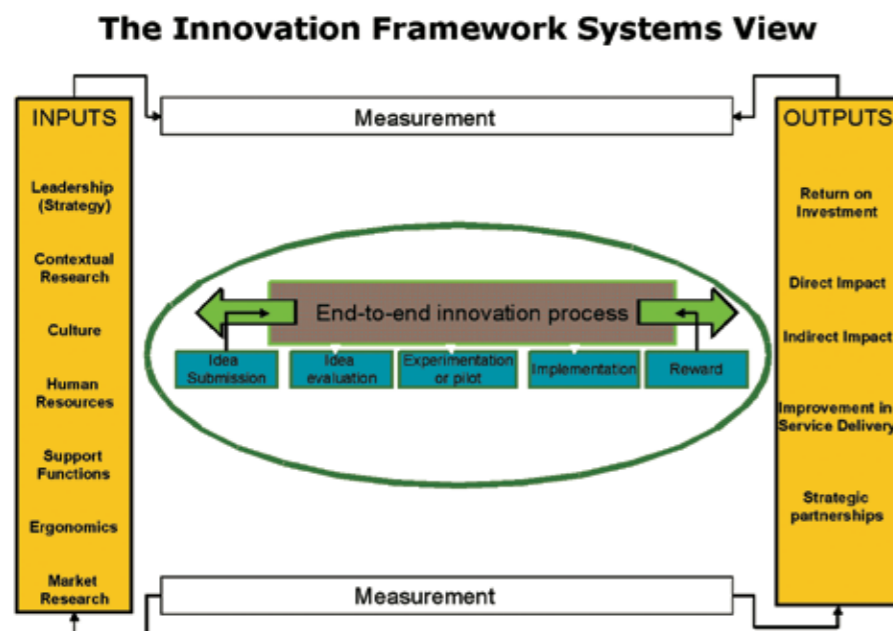 The Innovation Framework Systems View
INPUTS
Leadership
(Strategy)
Contextual
Research
Culture
Human
Resources
Support
Functions
Ergonomics
Market
Research
Measurement
End-to-end innovation process
Idea
Submission
Idea
evaluation
Experimentation
or pilot
Implementation
Reward
Measurement
OUTPUTS
Return on
Investment
Direct Impact
Indirect Impact
Improvement in
Service Delivery
Strategic
partnerships